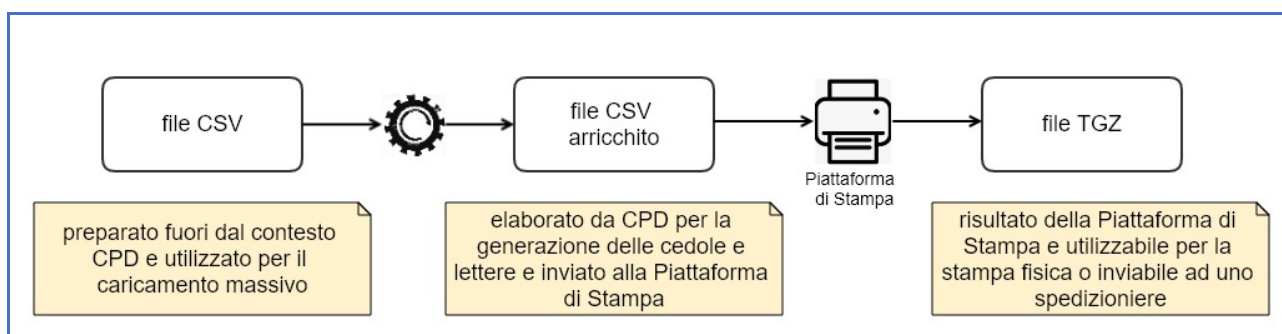 file CSV
file CSV
arricchito
file TGZ
Piattaforma
di Stampa
preparato fuori dal contesto
CPD e utilizzato per il
caricamento massivo
elaborato da CPD per la
generazione delle cedole e
lettere e inviato alla Piattaforma
di Stampa
risultato della Piattaforma di
Stampa e utilizzabile per la
stampa fisica o inviabile ad uno
spedizioniere